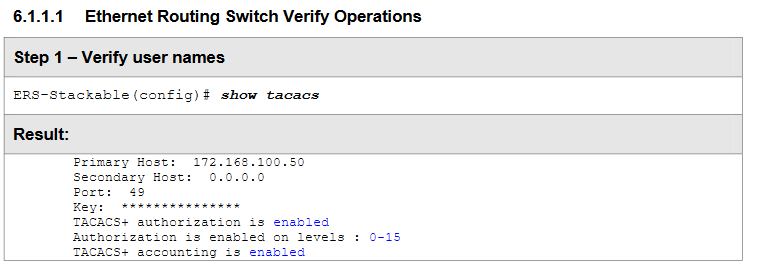 6.1.1.1 Ethernet Routing Switch Verify Operations
Step 1 – Verify user names
ERS-Stackable(config)# show tacacs
Result:
Primary Host: 172.168.100.50
Secondary Host: 0.0.0.0
Port: 49
Key: ***************
TACACS+ authorization is enabled
Authorization is enabled on levels : 0-15
TACACS+ accounting is enabled